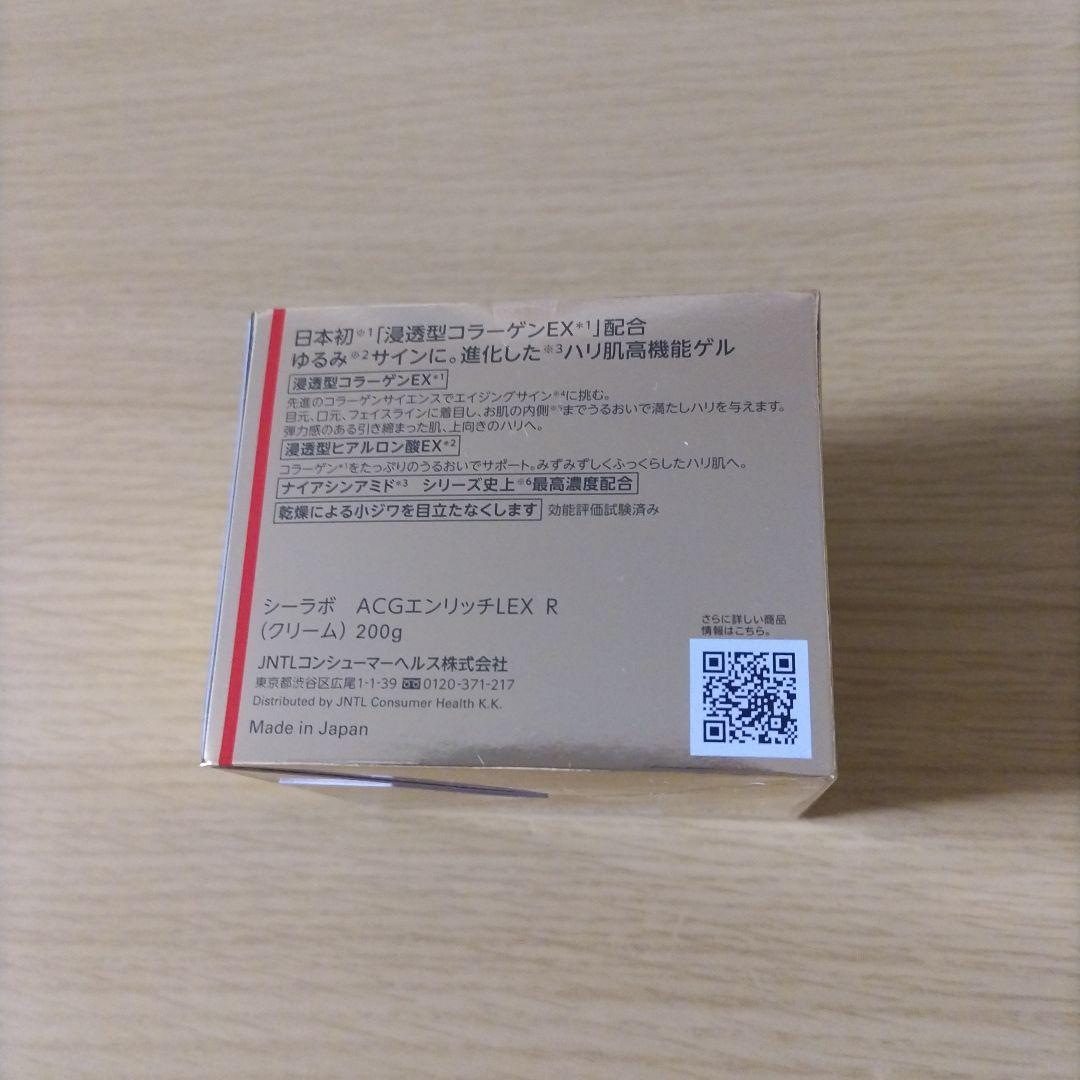 日本初※1「浸透型コラーゲンEX*1」配合
ゆるみ※2サインに。進化した※3ハリ肌高機能ゲル
浸透型コラーゲンEX*1
先進のコラーゲンサイエンスでエイジングサイン※4に挑む。
目元、口元、フェイスラインに着目し、お肌の内側※5までうるおいで満たしハリを与えます。
弾力感のある引き締まった肌、上向きのハリへ。
浸透型ヒアルロン酸EX*2
コラーゲン*1をたっぷりのうるおいでサポート。みずみずしくふっくらしたハリ肌へ。
ナイアシンアミド*3 シリーズ史上※6最高濃度配合
乾燥による小ジワを目立たなくします 効能評価試験済み
シーラボ ACGエンリッチLEX R
(クリーム) 200g
JNTLコンシューマーヘルス株式会社
東京都渋谷区広尾1-1-39 0120-371-217
Distributed by JNTL Consumer Health K.K.
Made in Japan
さらに詳しい商品
情報はこちら。